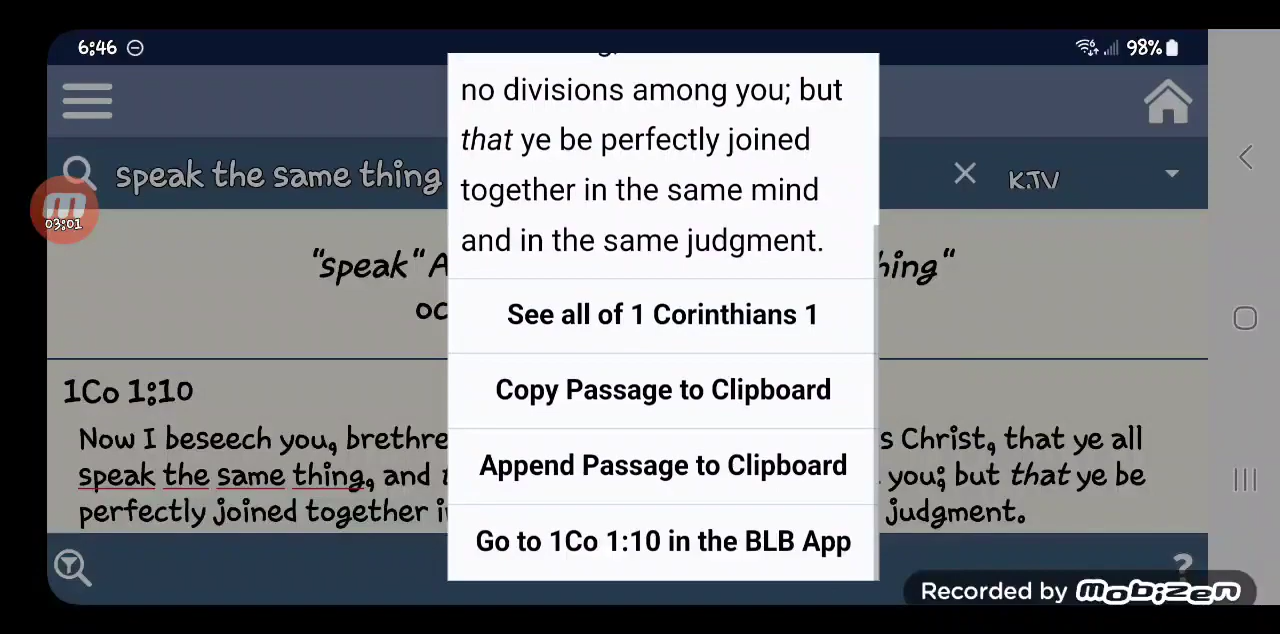 6:46
98%
no divisions among you; but
that ye be perfectly joined
together in the same mind
and in the same judgment.
speak the same thing
KJV
03:01
"speak" A
hing"
oc
See all of 1 Corinthians 1
Copy Passage to Clipboard
Append Passage to Clipboard
Go to 1Co 1:10 in the BLB App
1Co 1:10
Now I beseech you, brethre s Christ, that ye all
speak the same thing, and you; but that ye be
perfectly joined together i judgment.
?
Recorded by Mobizen